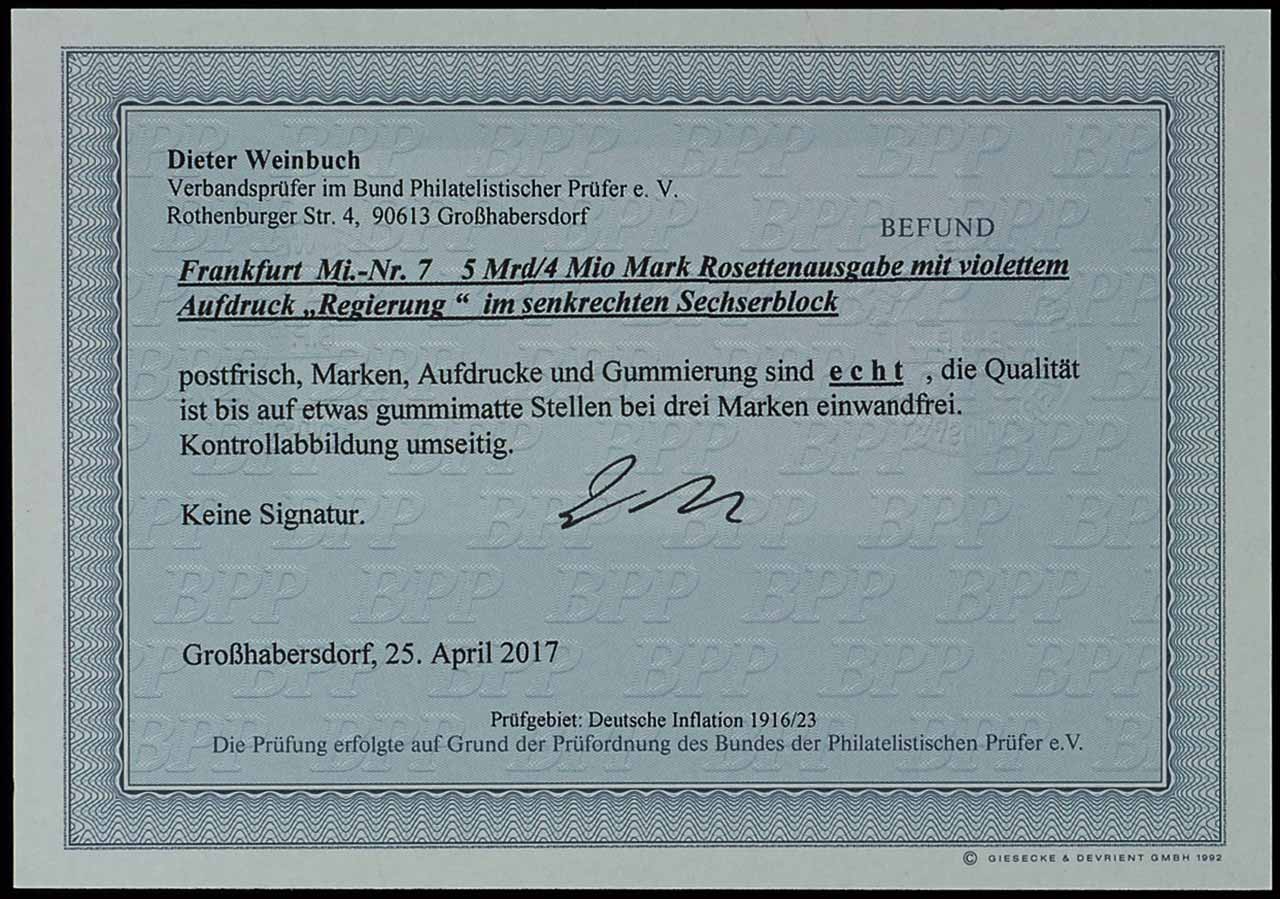 Dieter Weinbuch
Verbandsprüfer im Bund Philatelistischer Prüfer e. V.
Rothenburger Str. 4, 90613 Großhabersdorf
BEFUND
Frankfurt Mi.-Nr. 7 5 Mrd/4 Mio Mark Rosettenausgabe mit violettem
Aufdruck „Regierung “ im senkrechten Sechserblock
postfrisch, Marken, Aufdrucke und Gummierung sind e c h t , die Qualität
ist bis auf etwas gummimatte Stellen bei drei Marken einwandfrei.
Kontrollabbildung umseitig.
Keine Signatur.
Großhabersdorf, 25. April 2017
Prüfgebiet: Deutsche Inflation 1916/23
Die Prüfung erfolgte auf Grund der Prüfordnung des Bundes der Philatelistischen Prüfer e.V.
© GIESECKE & DEVRIENT GMBH 1992